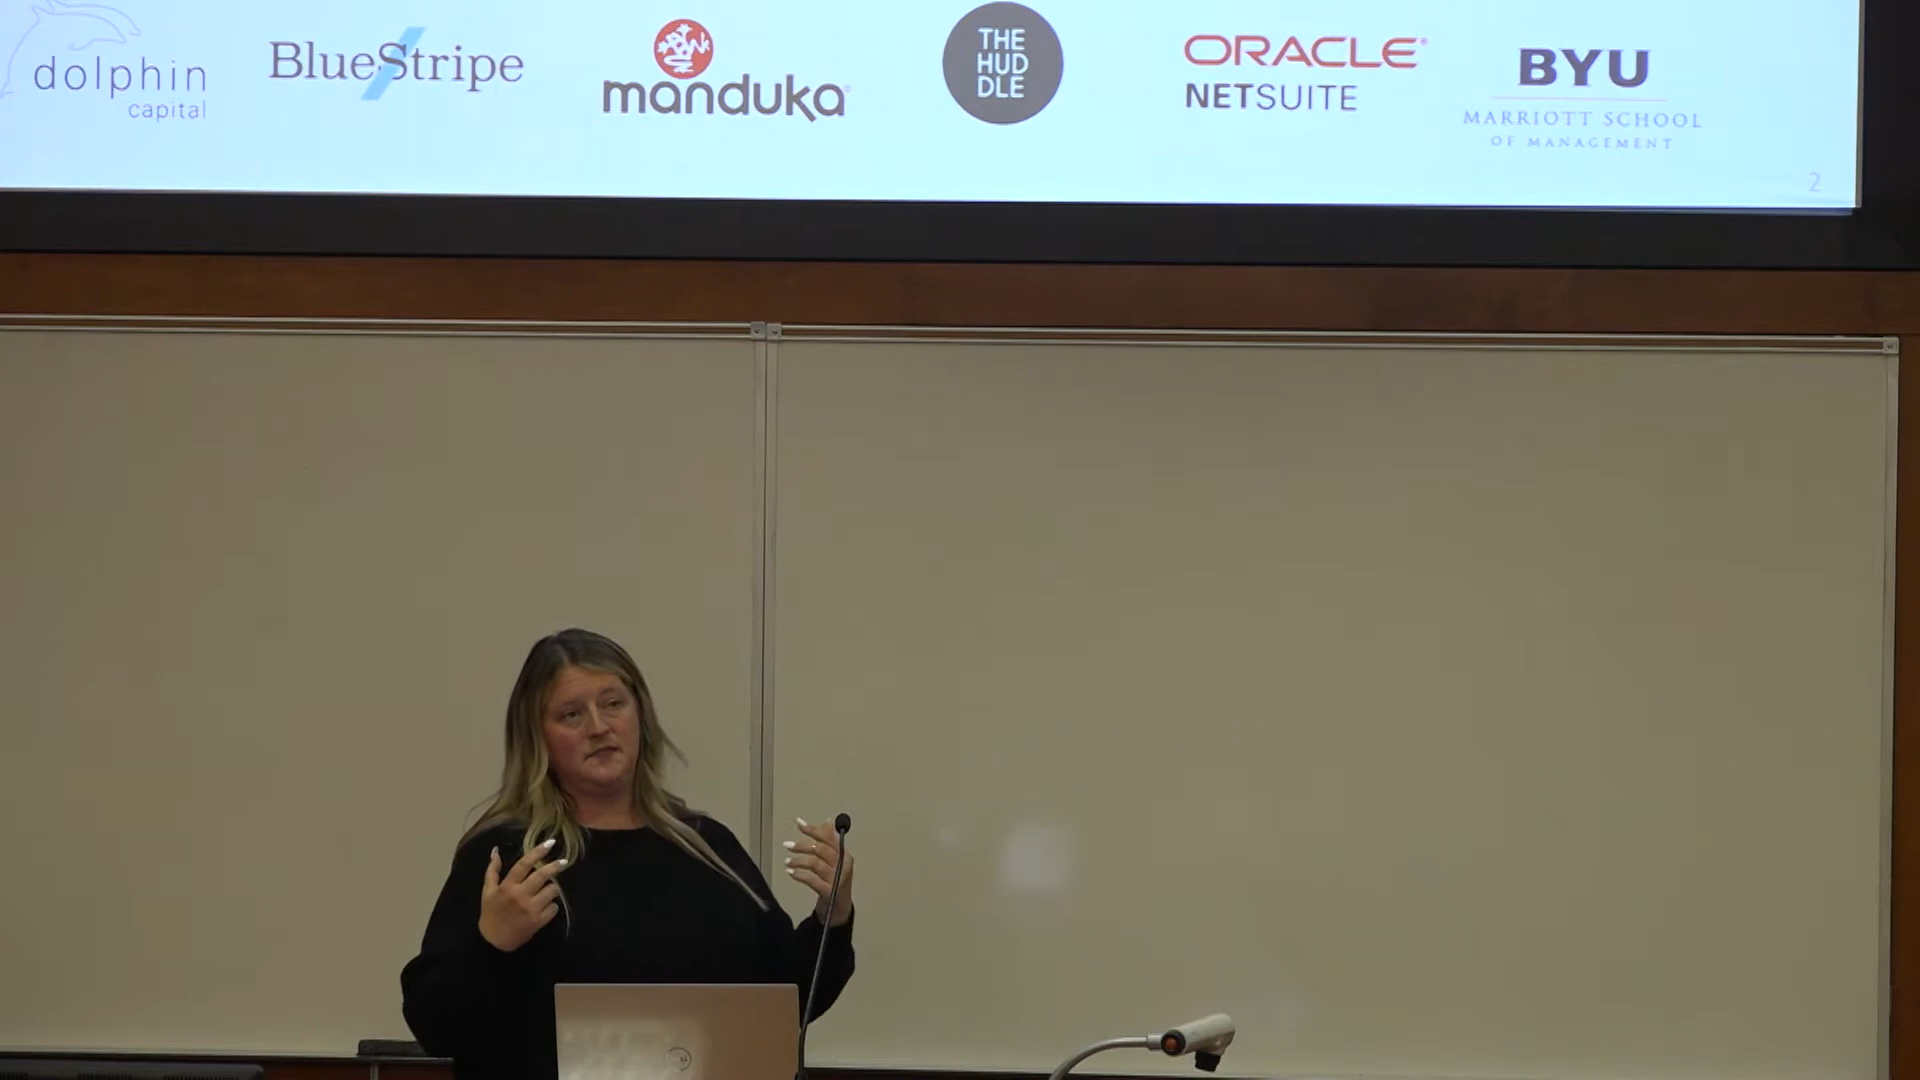 dolphin
capital
BlueStripe
manduka
THE
HUD
DLE
ORACLE
NETSUITE
BYU
MARRIOTT SCHOOL
OF MANAGEMENT
2